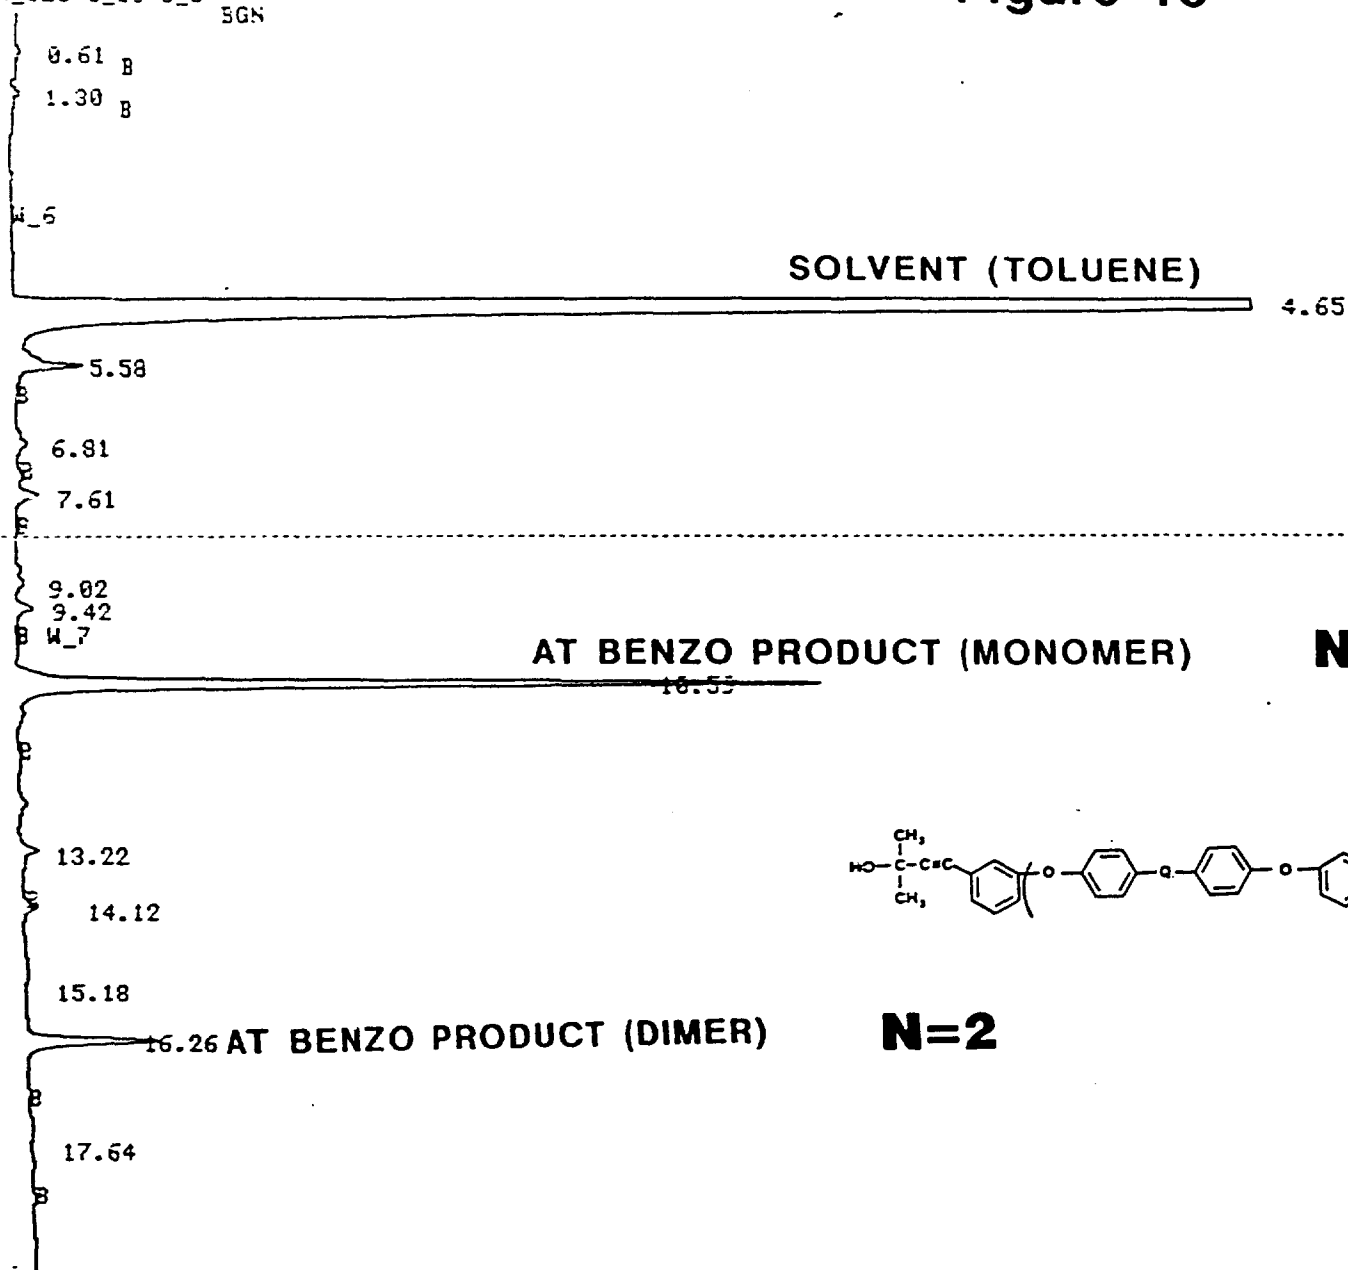 BGN
0.61 B
1.30 B
W_6
SOLVENT (TOLUENE)
4.65
5.58
B
6.81
7.61
9.02
9.42
B W_7
AT BENZO PRODUCT (MONOMER) N
13.22
CH₃
HO-C-C≡C
CH₃
O
O
O
14.12
15.18
16.26 AT BENZO PRODUCT (DIMER) N=2
B
17.64
B